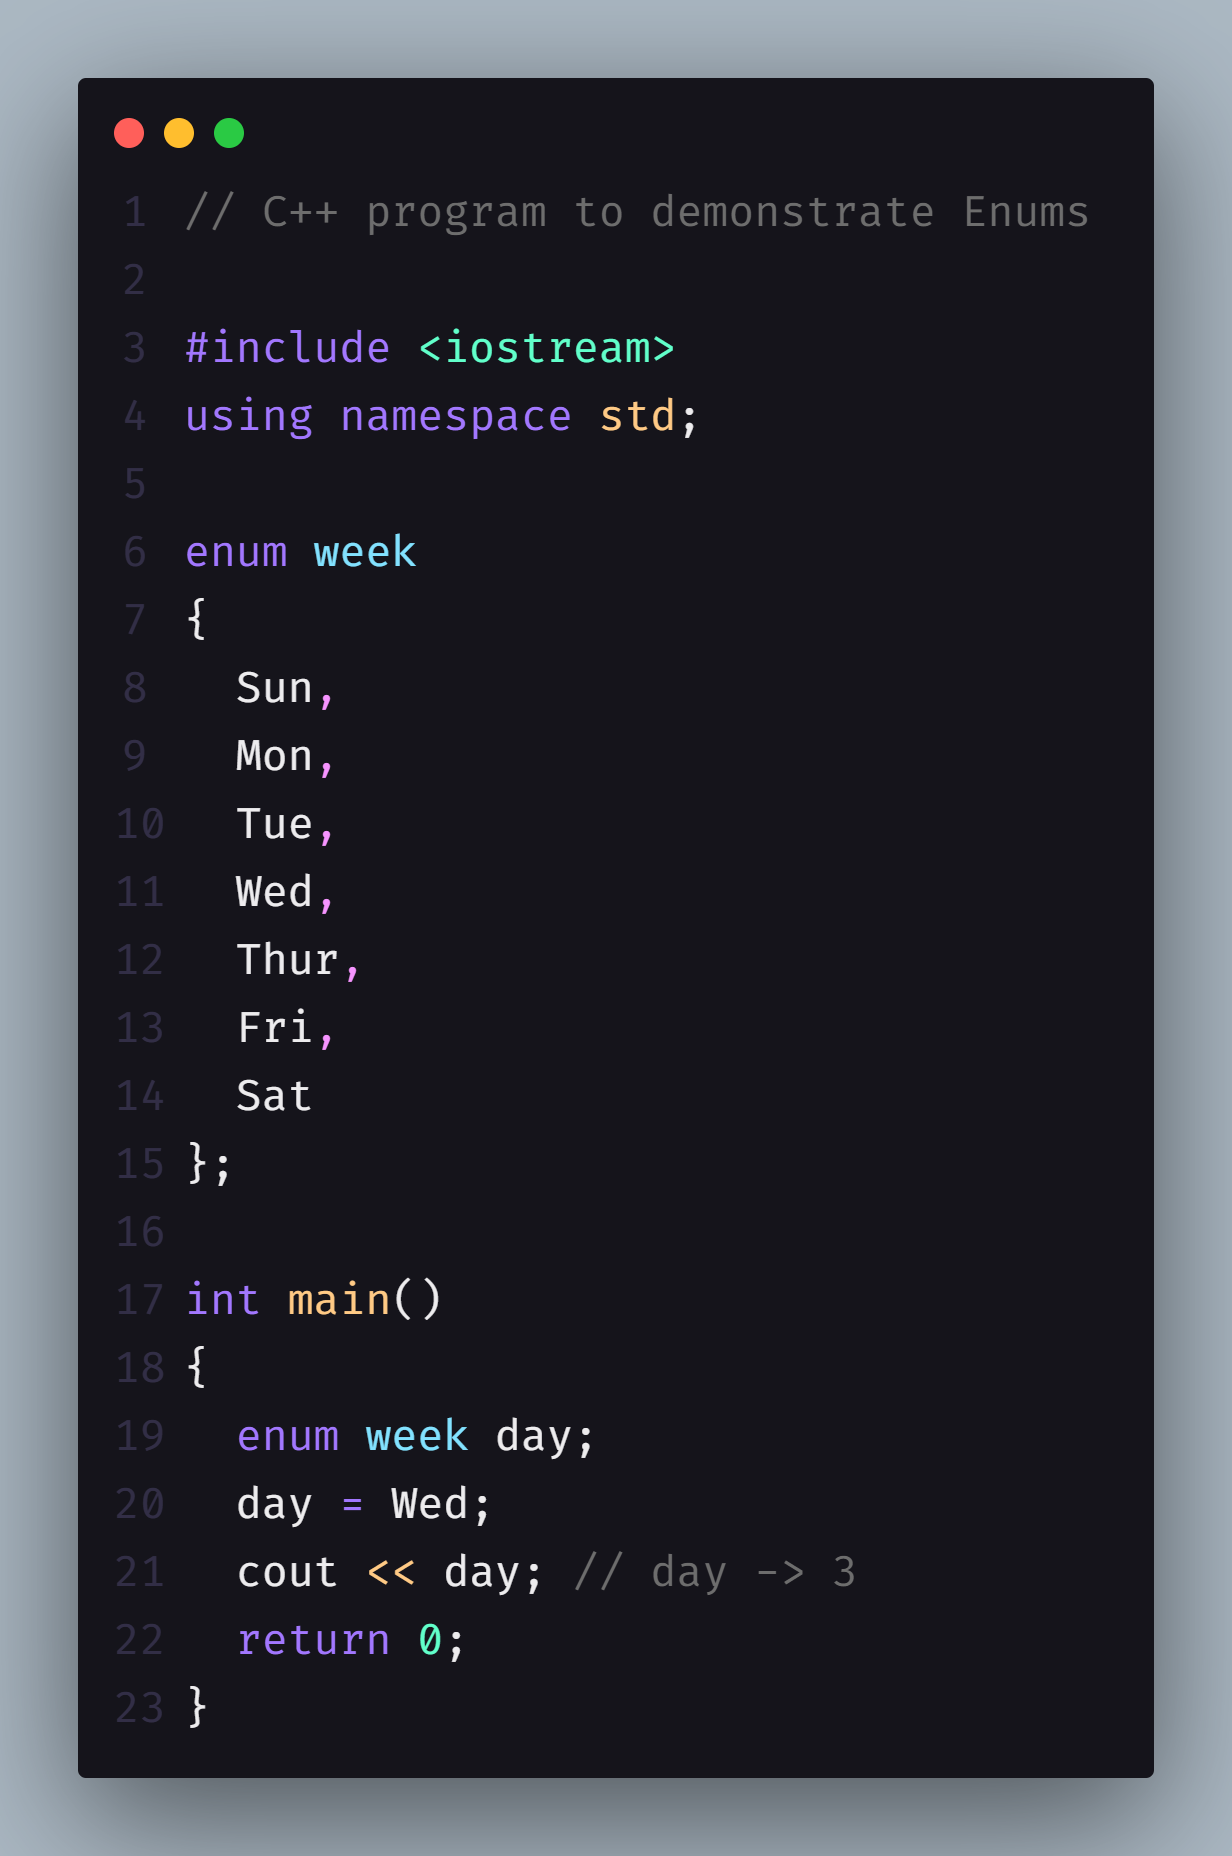 1 // C++ program to demonstrate Enums
2
3 #include <iostream>
4 using namespace std;
5
6 enum week
7 {
8   Sun,
9   Mon,
10   Tue,
11   Wed,
12   Thur,
13   Fri,
14   Sat
15 };
16
17 int main()
18 {
19   enum week day;
20   day = Wed;
21   cout << day; // day -> 3
22   return 0;
23 }